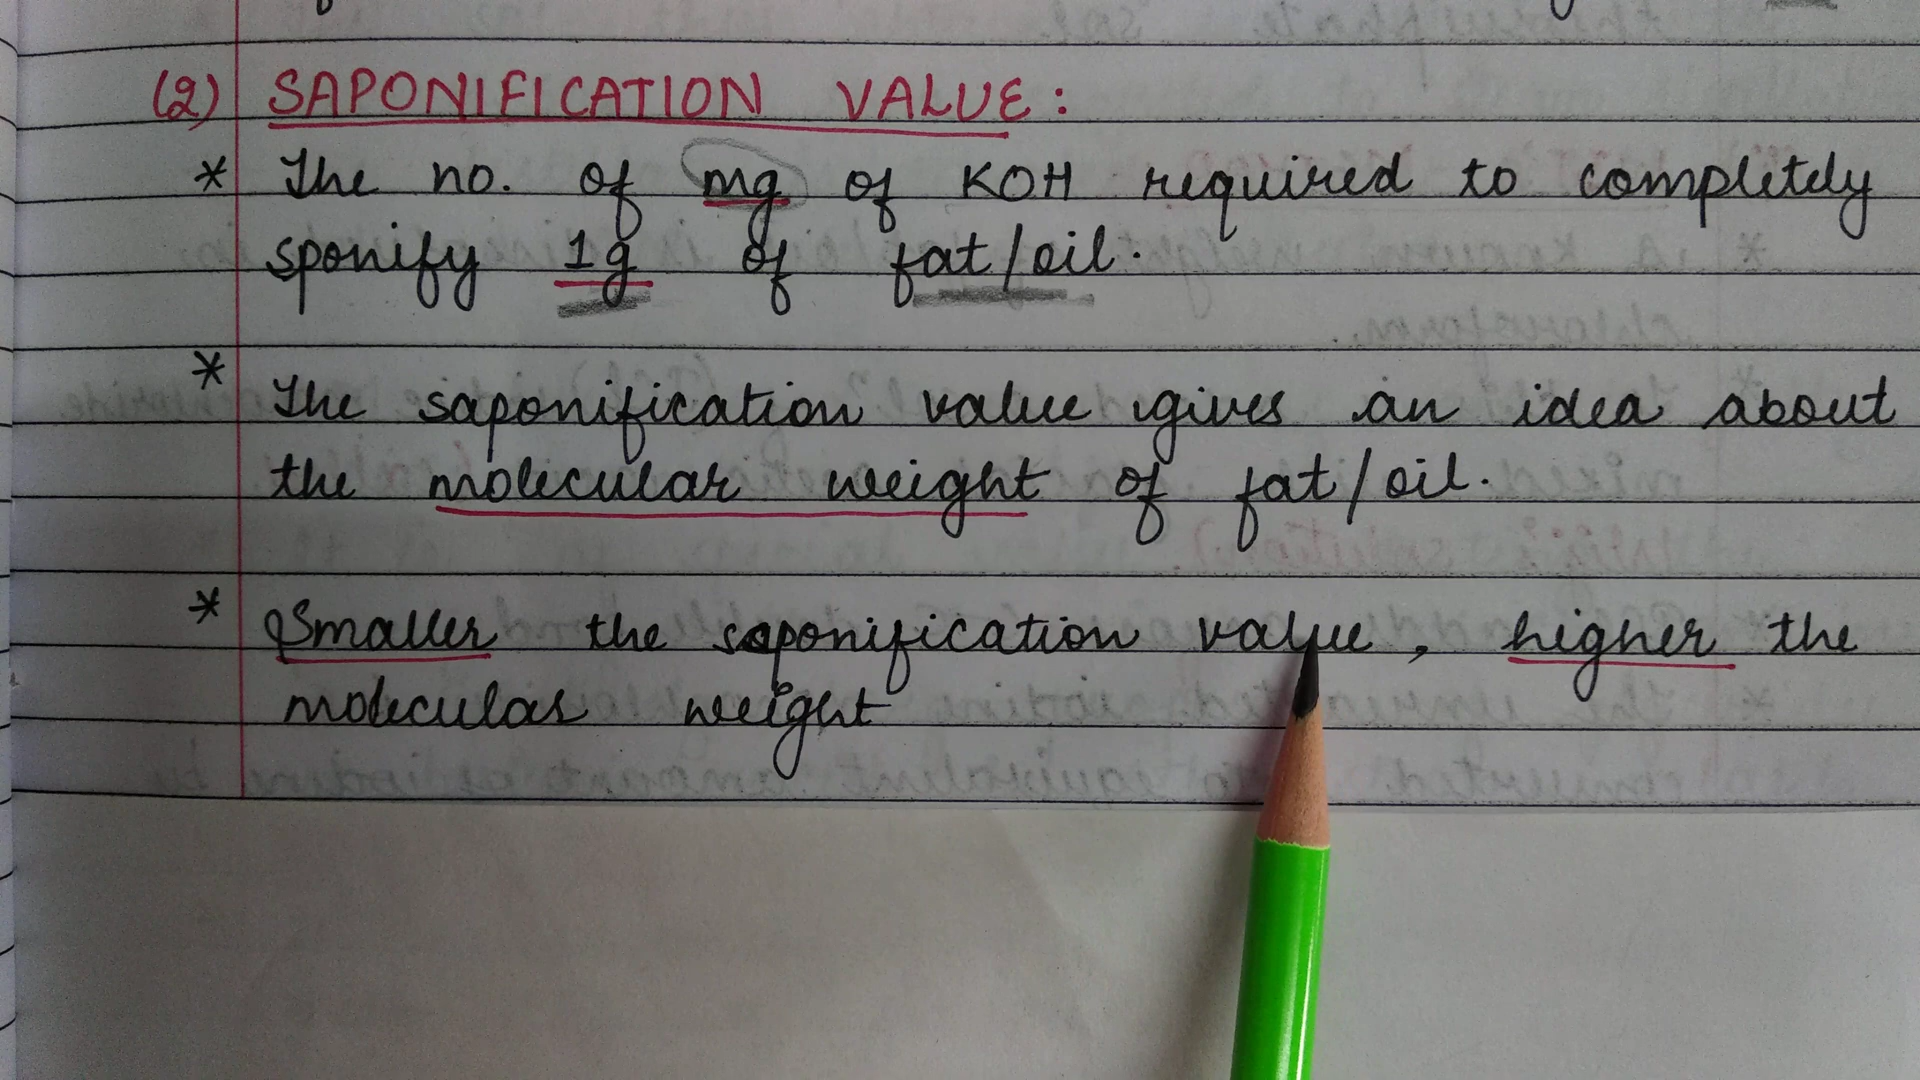 (2) SAPONIFICATION VALUE:
* The no. of mg of KOH required to completely
sponify 1g of fat/oil.
* The saponification value gives an idea about
the molecular weight of fat/oil.
* Smaller the saponification value, higher the
molecular weight